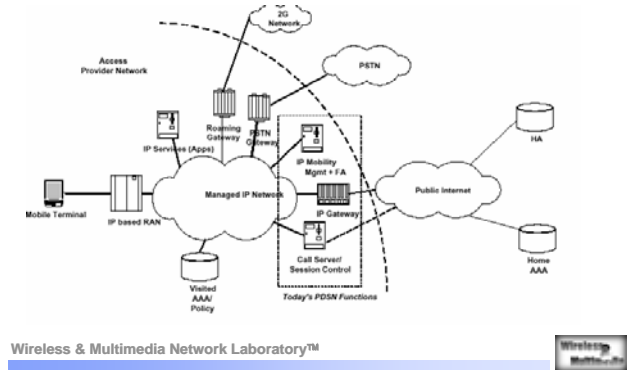 2G
Network
Access
Provider Network
PSTN
Roaming
Gateway
PSTN
Gateway
IP Services (Apps)
HA
IP Mobility
Mgmt + FA
Managed IP Network
Public Internet
Mobile Terminal
IP based RAN
IP Gateway
Call Server/
Session Control
Home
AAA
Visited
AAA/
Policy
Today's PDSN Functions
Wireless & Multimedia Network Laboratory™
Wireless